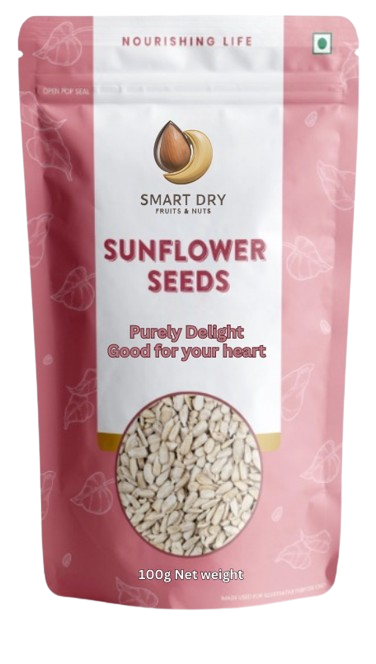 NOURISHING LIFE
OPEN POP SEAL
SMART DRY
FRUITS & NUTS
SUNFLOWER
SEEDS
Purely Delight
Good for your heart
100g Net weight